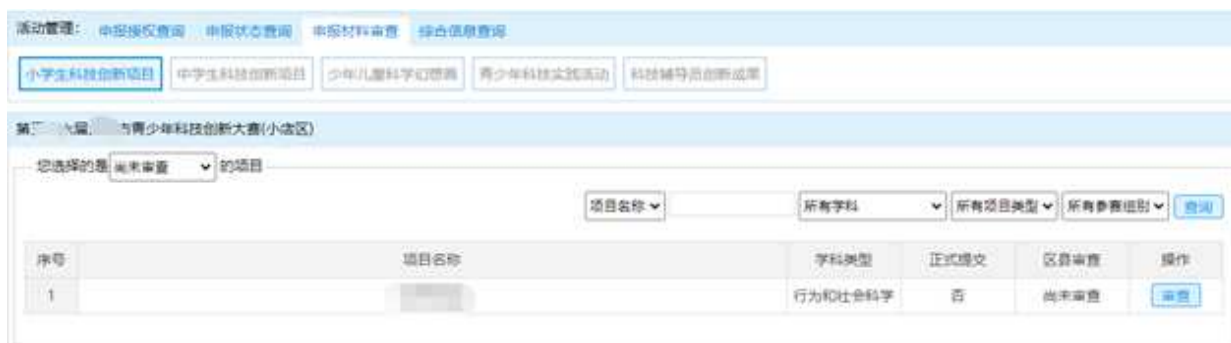 活动管理: 申报授权查询 申报状态查询 申报材料审查 综合信息查询
小学生科技创新项目 中学生科技创新项目 少年儿童科学幻想画 青少年科技实践活动 科技辅导员创新成果
第 届 市青少年科技创新大赛(小店区)
您选择的是 尚未审查 的项目
项目名称 所有学科 所有项目类型 所有参赛组别 查询
序号 项目名称 学科类型 正式提交 区县审查 操作
1 行为和社会科学 否 尚未审查 审查